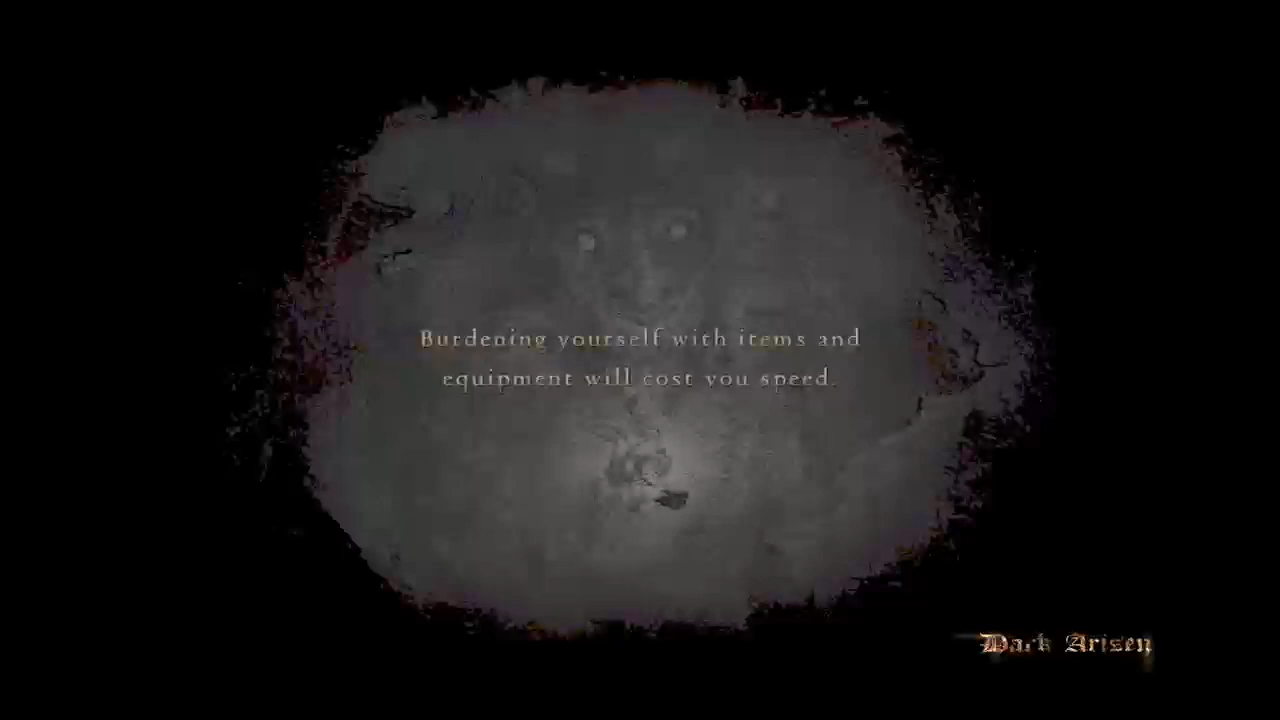 Burdening yourself with items and
equipment will cost you speed.
Dark Arisen